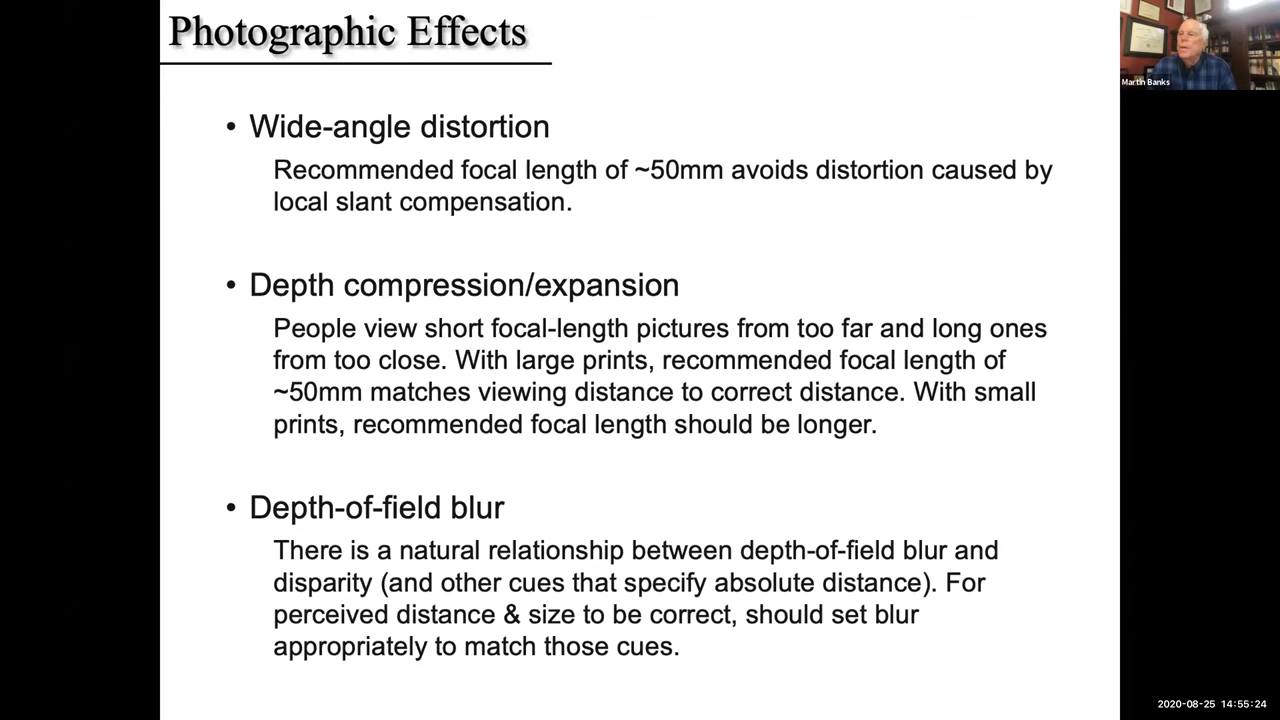 Photographic Effects
• Wide-angle distortion
Recommended focal length of ~50mm avoids distortion caused by
local slant compensation.
• Depth compression/expansion
People view short focal-length pictures from too far and long ones
from too close. With large prints, recommended focal length of
~50mm matches viewing distance to correct distance. With small
prints, recommended focal length should be longer.
• Depth-of-field blur
There is a natural relationship between depth-of-field blur and
disparity (and other cues that specify absolute distance). For
perceived distance & size to be correct, should set blur
appropriately to match those cues.
Martin Banks
2020-08-25 14:55:24